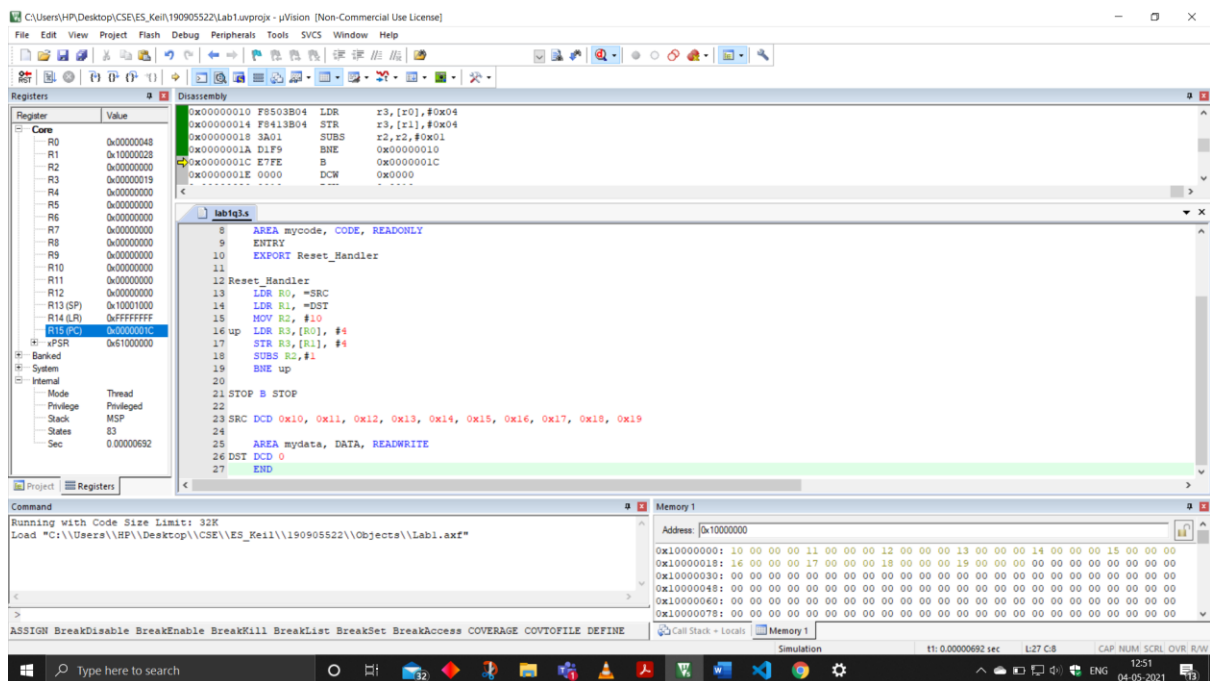 C:\Users\HP\Desktop\CSE\ES_Keil\190905522\Lab1.uvprojx - µVision [Non-Commercial Use License]
File Edit View Project Flash Debug Peripherals Tools SVCS Window Help
Registers
Register Value
Core
R0 0x00000048
R1 0x10000028
R2 0x00000000
R3 0x00000019
R4 0x00000000
R5 0x00000000
R6 0x00000000
R7 0x00000000
R8 0x00000000
R9 0x00000000
R10 0x00000000
R11 0x00000000
R12 0x00000000
R13 (SP) 0x10001000
R14 (LR) 0xFFFFFFFF
R15 (PC) 0x0000001C
xPSR 0x61000000
Banked
System
Internal
Mode Thread
Privilege Privileged
Stack MSP
States 83
Sec 0.00000692
Project Registers
Disassembly
0x00000010 F8503B04 LDR r3,[r0],#0x04
0x00000014 F8413B04 STR r3,[r1],#0x04
0x00000018 3A01 SUBS r2,r2,#0x01
0x0000001A D1F9 BNE 0x00000010
0x0000001C E7FE B 0x0000001C
0x0000001E 0000 DCW 0x0000
lab1q3.s
8 AREA mycode, CODE, READONLY
9 ENTRY
10 EXPORT Reset_Handler
11
12 Reset_Handler
13 LDR R0, =SRC
14 LDR R1, =DST
15 MOV R2, #10
16 up LDR R3,[R0], #4
17 STR R3,[R1], #4
18 SUBS R2,#1
19 BNE up
20
21 STOP B STOP
22
23 SRC DCD 0x10, 0x11, 0x12, 0x13, 0x14, 0x15, 0x16, 0x17, 0x18, 0x19
24
25 AREA mydata, DATA, READWRITE
26 DST DCD 0
27 END
Command
Running with Code Size Limit: 32K
Load "C:\\Users\\HP\\Desktop\\CSE\\ES_Keil\\190905522\\Objects\\Lab1.axf"
>
ASSIGN BreakDisable BreakEnable BreakKill BreakList BreakSet BreakAccess COVERAGE COVTOFILE DEFINE
Memory 1
Address: 0x10000000
0x10000000: 10 00 00 00 11 00 00 00 12 00 00 00 13 00 00 00 14 00 00 00 15 00 00 00
0x10000018: 16 00 00 00 17 00 00 00 18 00 00 00 19 00 00 00 00 00 00 00 00 00 00 00
0x10000030: 00 00 00 00 00 00 00 00 00 00 00 00 00 00 00 00 00 00 00 00 00 00 00 00
0x10000048: 00 00 00 00 00 00 00 00 00 00 00 00 00 00 00 00 00 00 00 00 00 00 00 00
0x10000060: 00 00 00 00 00 00 00 00 00 00 00 00 00 00 00 00 00 00 00 00 00 00 00 00
0x10000078: 00 00 00 00 00 00 00 00 00 00 00 00 00 00 00 00 00 00 00 00 00 00 00 00
Call Stack + Locals Memory 1
Simulation t1: 0.00000692 sec L:27 C:8 CAP NUM SCRL OVR R/W
Type here to search
32
ENG
12:51
04-05-2021